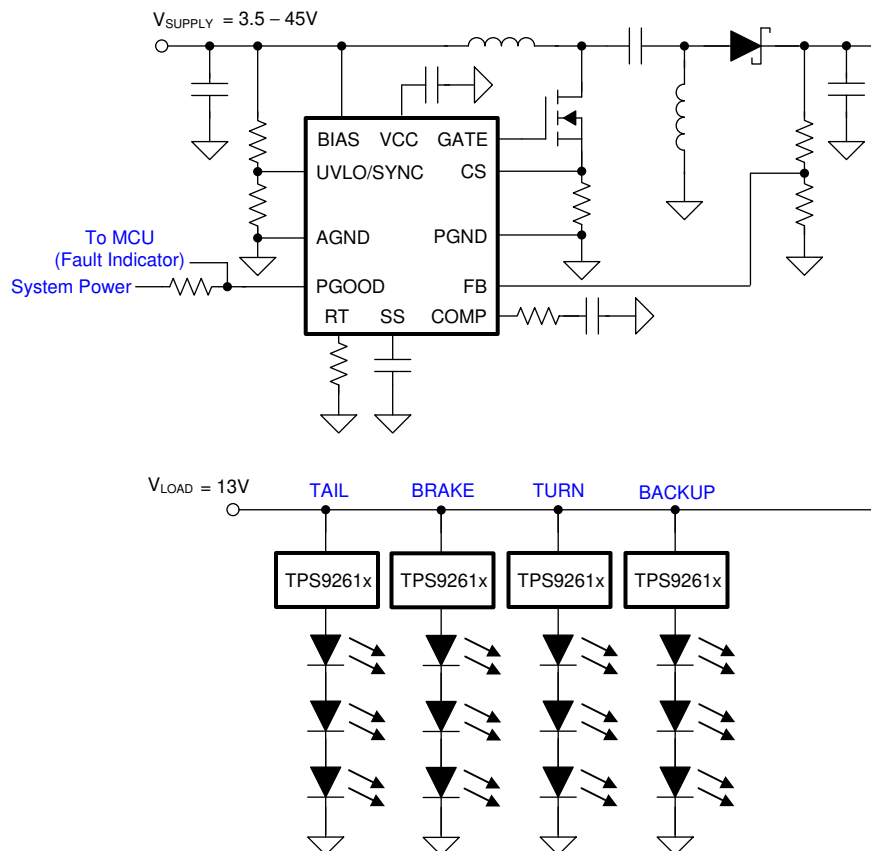 VSUPPLY = 3.5 – 45V
BIAS VCC GATE
UVLO/SYNC CS
AGND PGND
To MCU
(Fault Indicator)
System Power
PGOOD FB
RT SS COMP
VLOAD = 13V
TAIL BRAKE TURN BACKUP
TPS9261x TPS9261x TPS9261x TPS9261x